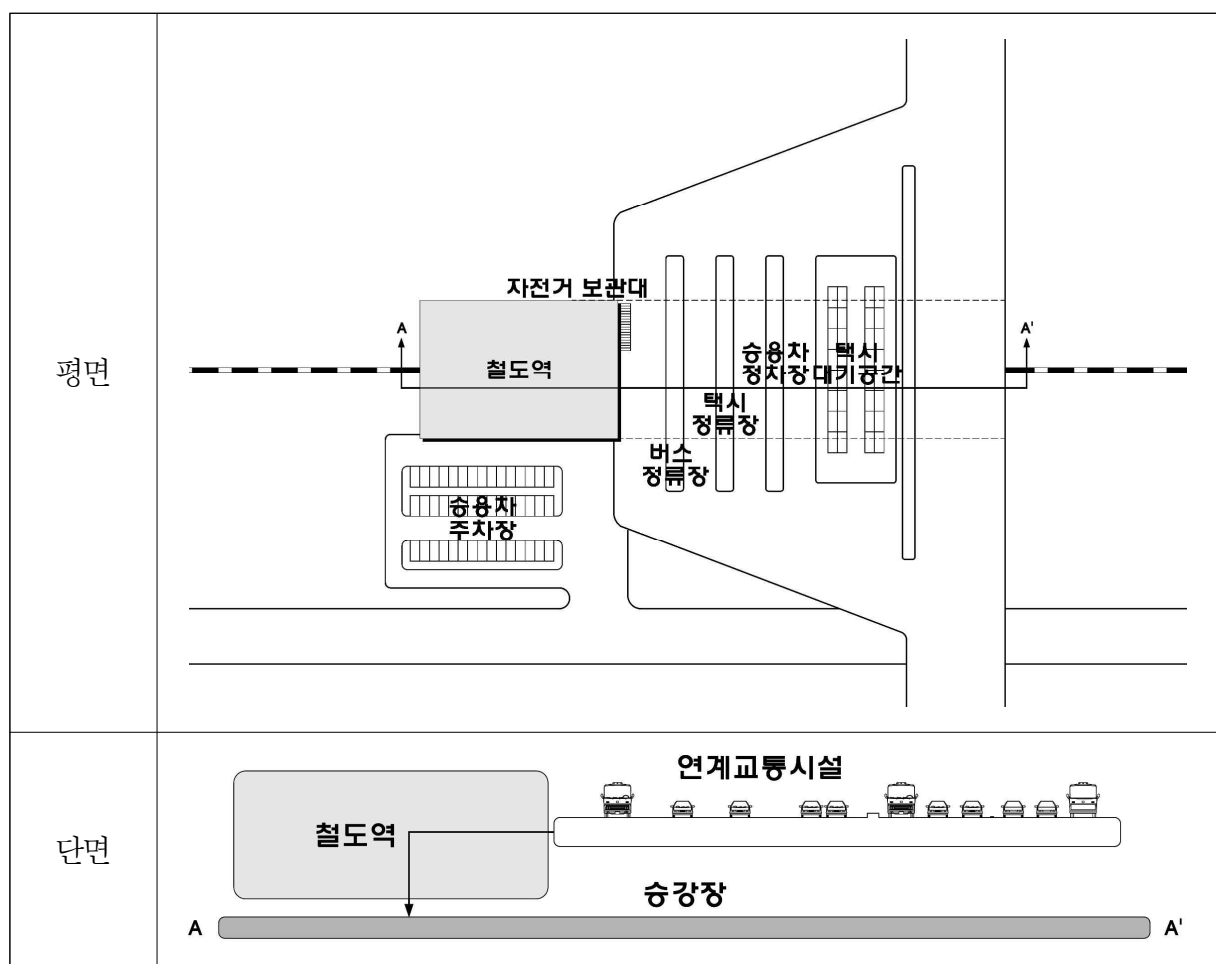 평면
자전거 보관대
A
A'
철도역
승용차
정차장
택시
대기공간
택시
정류장
버스
정류장
승용차
주차장
단면
연계교통시설
철도역
승강장
A
A'